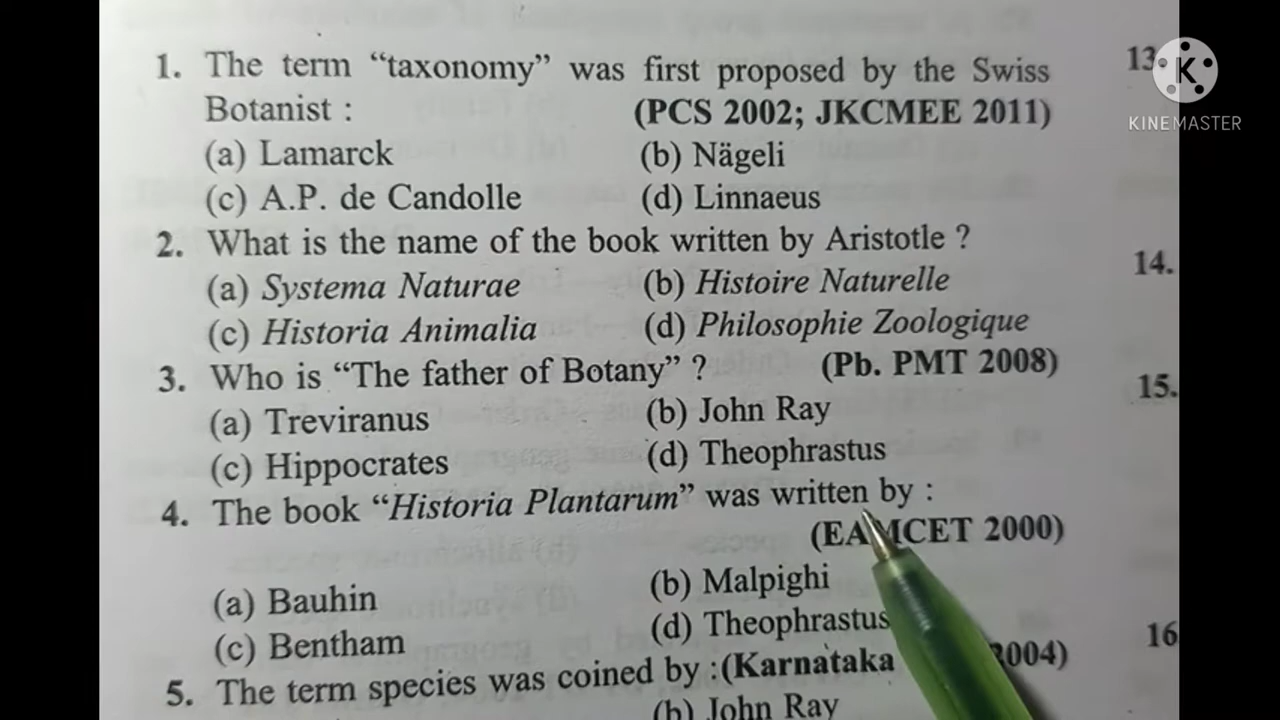 1. The term “taxonomy” was first proposed by the Swiss
Botanist : (PCS 2002; JKCMEE 2011)
(a) Lamarck (b) Nägeli
(c) A.P. de Candolle (d) Linnaeus
2. What is the name of the book written by Aristotle ?
(a) Systema Naturae (b) Histoire Naturelle
(c) Historia Animalia (d) Philosophie Zoologique
3. Who is “The father of Botany” ? (Pb. PMT 2008)
(a) Treviranus (b) John Ray
(c) Hippocrates (d) Theophrastus
4. The book “Historia Plantarum” was written by :
(EAMCET 2000)
(a) Bauhin (b) Malpighi
(c) Bentham (d) Theophrastus
5. The term species was coined by :(Karnataka 2004)
(b) John Ray
13.
14.
15.
16
K
KINEMASTER